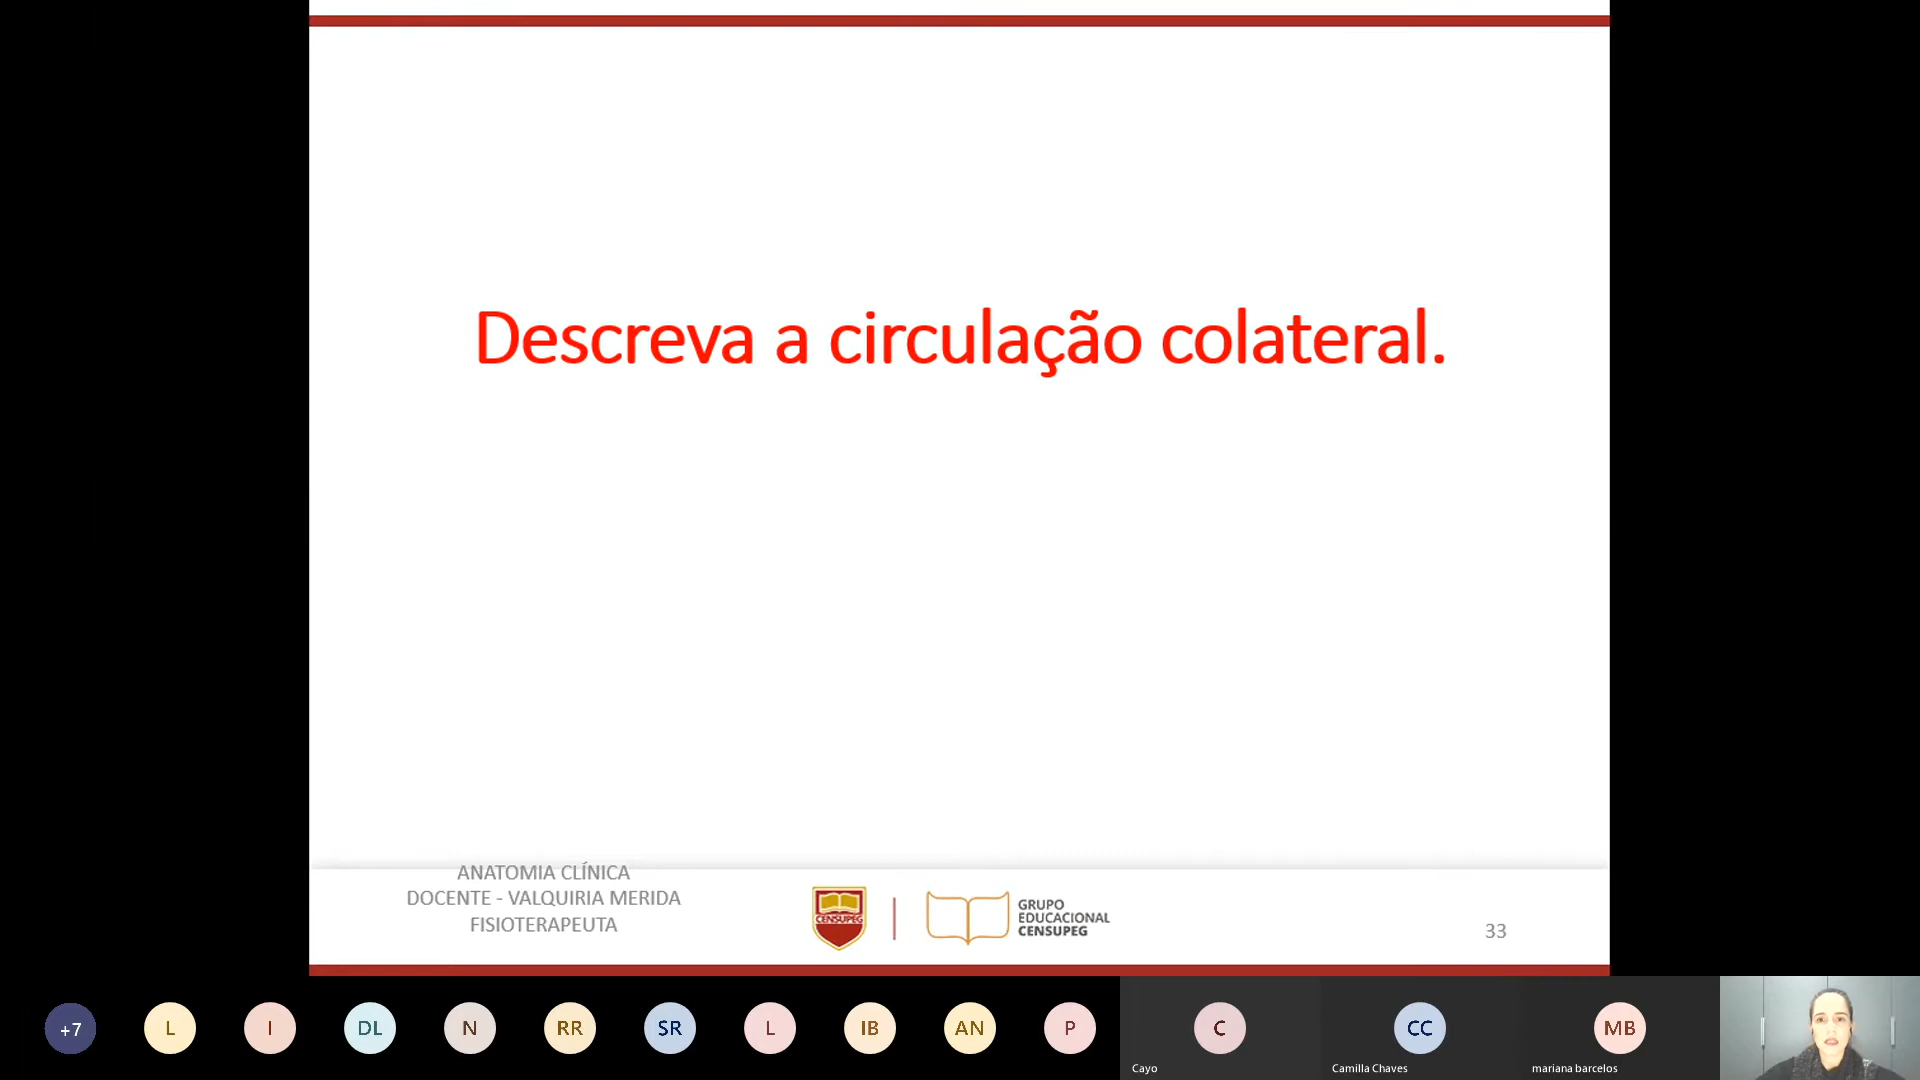 Descreva a circulação colateral.
ANATOMIA CLÍNICA
DOCENTE - VALQUIRIA MERIDA
FISIOTERAPEUTA
CENSUPEG
GRUPO
EDUCACIONAL
CENSUPEG
33
+7
L
I
DL
N
RR
SR
L
IB
AN
P
C
CC
MB
Cayo
Camilla Chaves
mariana barcelos